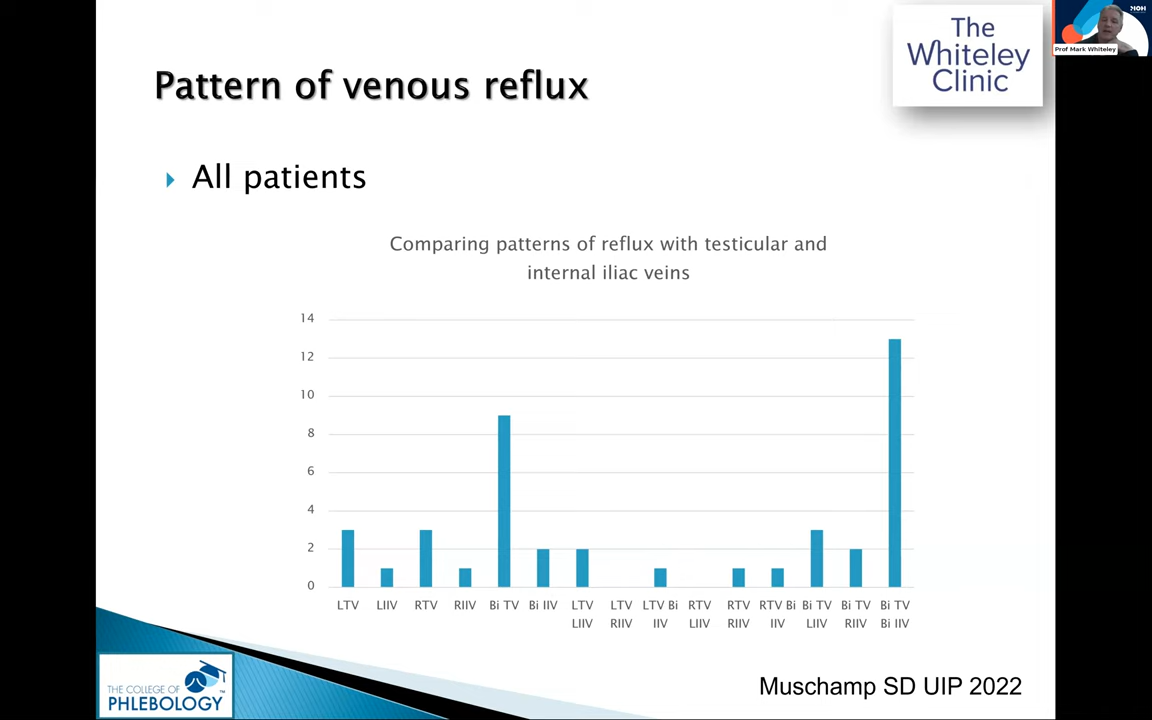 The
Whiteley
Clinic
MOH
Prof Mark Whiteley
Pattern of venous reflux
All patients
Comparing patterns of reflux with testicular and
internal iliac veins
14
12
10
8
6
4
2
0
LTV LIIV RTV RIIV Bi TV Bi IIV LTV LTV LTV Bi RTV RTV RTV Bi Bi TV Bi TV Bi TV
LIIV RIIV IIV LIIV RIIV IIV LIIV RIIV Bi IIV
THE COLLEGE OF
PHLEBOLOGY™
Muschamp SD UIP 2022